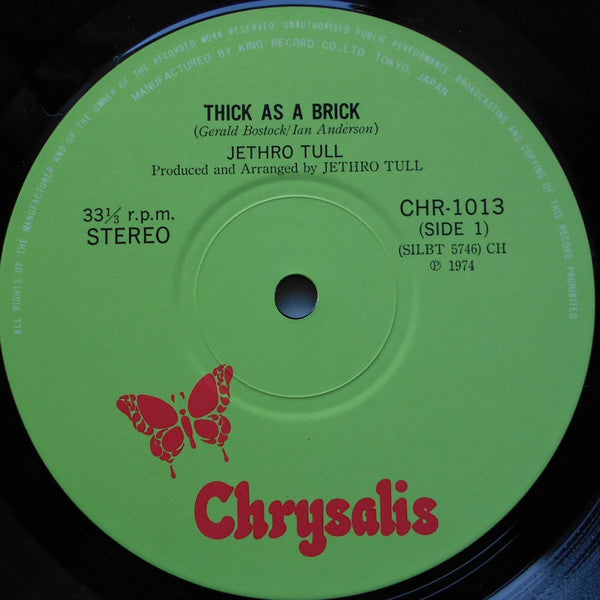 ALL RIGHTS OF THE MANUFACTURER AND OF THE OWNER OF THE RECORDED WORK RESERVED. UNAUTHORISED PUBLIC PERFORMANCE, BROADCASTING AND COPYING OF THIS RECORD PROHIBITED.
MANUFACTURED BY KING RECORD CO., LTD. TOKYO, JAPAN
THICK AS A BRICK
(Gerald Bostock/Ian Anderson)
JETHRO TULL
Produced and Arranged by JETHRO TULL
33⅓ r.p.m.
STEREO
CHR-1013
(SIDE 1)
(SILBT 5746) CH
℗ 1974
Chrysalis